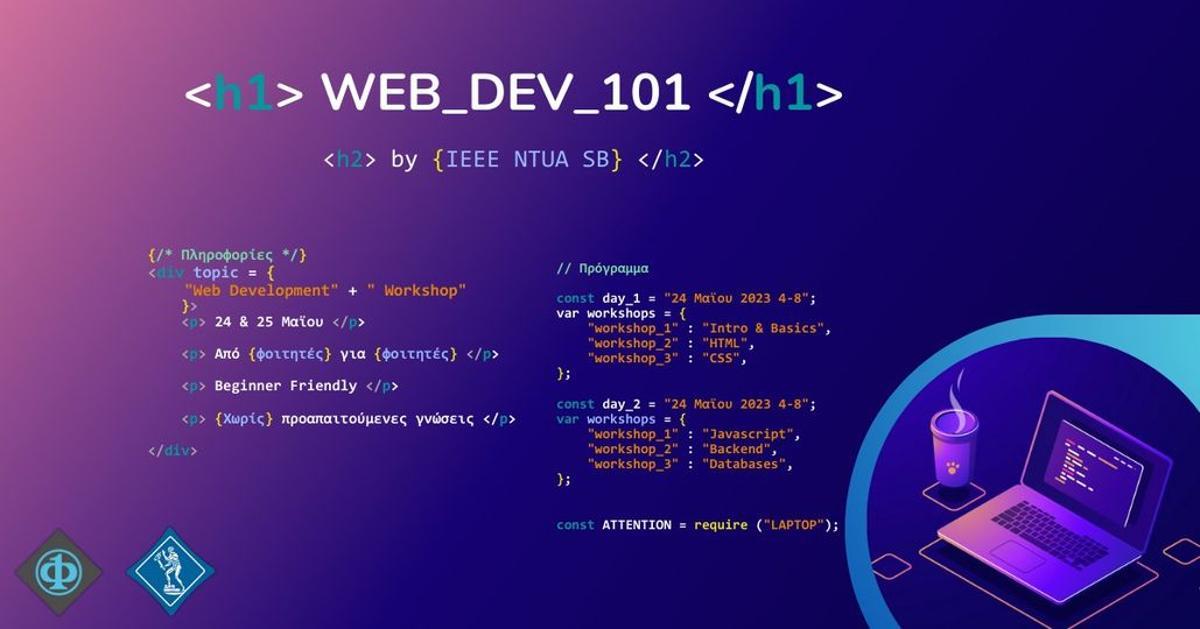 <h1> WEB_DEV_101 </h1>
<h2> by {IEEE NTUA SB} </h2>
{/* Πληροφορίες */}
<div topic = {
"Web Development" + " Workshop"
}>
<p> 24 & 25 Μαΐου </p>
<p> Από {φοιτητές} για {φοιτητές} </p>
<p> Beginner Friendly </p>
<p> {Χωρίς} προαπαιτούμενες γνώσεις </p>
</div>
// Πρόγραμμα
const day_1 = "24 Μαΐου 2023 4-8";
var workshops = {
"workshop_1" : "Intro & Basics",
"workshop_2" : "HTML",
"workshop_3" : "CSS",
};
const day_2 = "24 Μαΐου 2023 4-8";
var workshops = {
"workshop_1" : "Javascript",
"workshop_2" : "Backend",
"workshop_3" : "Databases",
};
const ATTENTION = require ("LAPTOP");